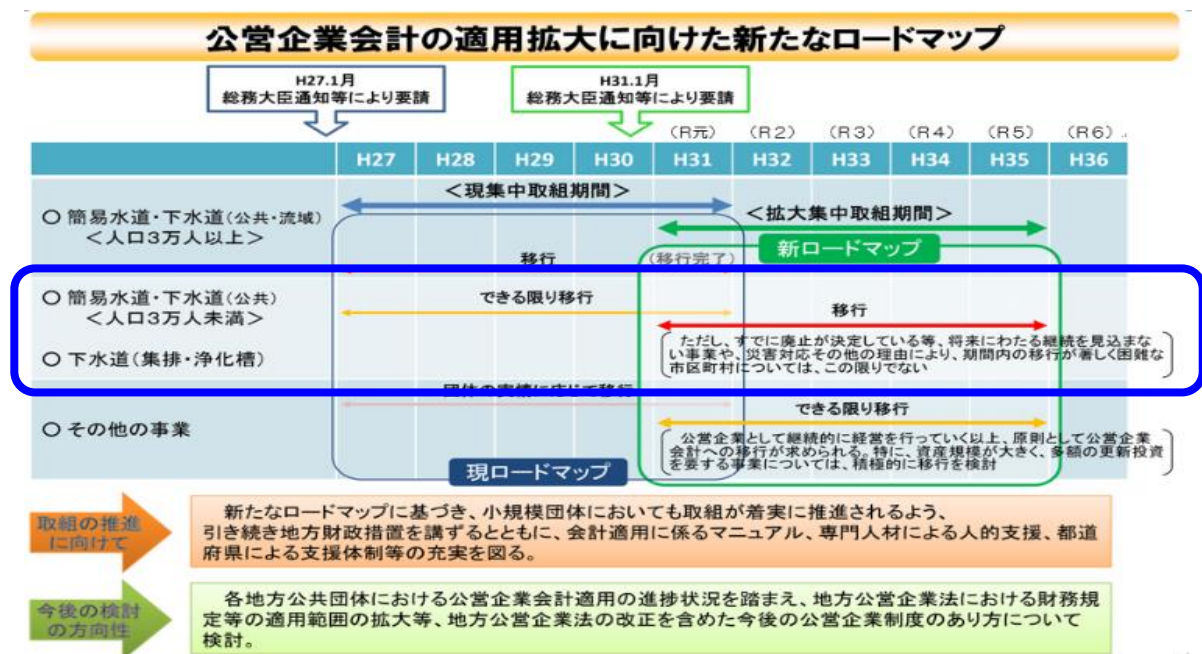 公営企業会計の適用拡大に向けた新たなロードマップ
H27.1月
総務大臣通知等により要請
H31.1月
総務大臣通知等により要請
(R元) (R2) (R3) (R4) (R5) (R6)
H27 H28 H29 H30 H31 H32 H33 H34 H35 H36
○ 簡易水道・下水道(公共・流域)
<人口3万人以上>
<現集中取組期間>
<拡大集中取組期間>
新ロードマップ
移行
(移行完了)
○ 簡易水道・下水道(公共)
<人口3万人未満>
○ 下水道(集排・浄化槽)
できる限り移行
移行
ただし、すでに廃止が決定している等、将来にわたる継続を見込まな
い事業や、災害対応その他の理由により、期間内の移行が著しく困難な
市区町村については、この限りでない
○ その他の事業
団体の実情に応じて移行
できる限り移行
公営企業として継続的に経営を行っていく以上、原則として公営企業
会計への移行が求められる。特に、資産規模が大きく、多額の更新投資
を要する事業については、積極的に移行を検討
現ロードマップ
取組の推進
に向けて
新たなロードマップに基づき、小規模団体においても取組が着実に推進されるよう、
引き続き地方財政措置を講ずるとともに、会計適用に係るマニュアル、専門人材による人的支援、都道
府県による支援体制等の充実を図る。
今後の検討
の方向性
各地方公共団体における公営企業会計適用の進捗状況を踏まえ、地方公営企業法における財務規
定等の適用範囲の拡大等、地方公営企業法の改正を含めた今後の公営企業制度のあり方について
検討。